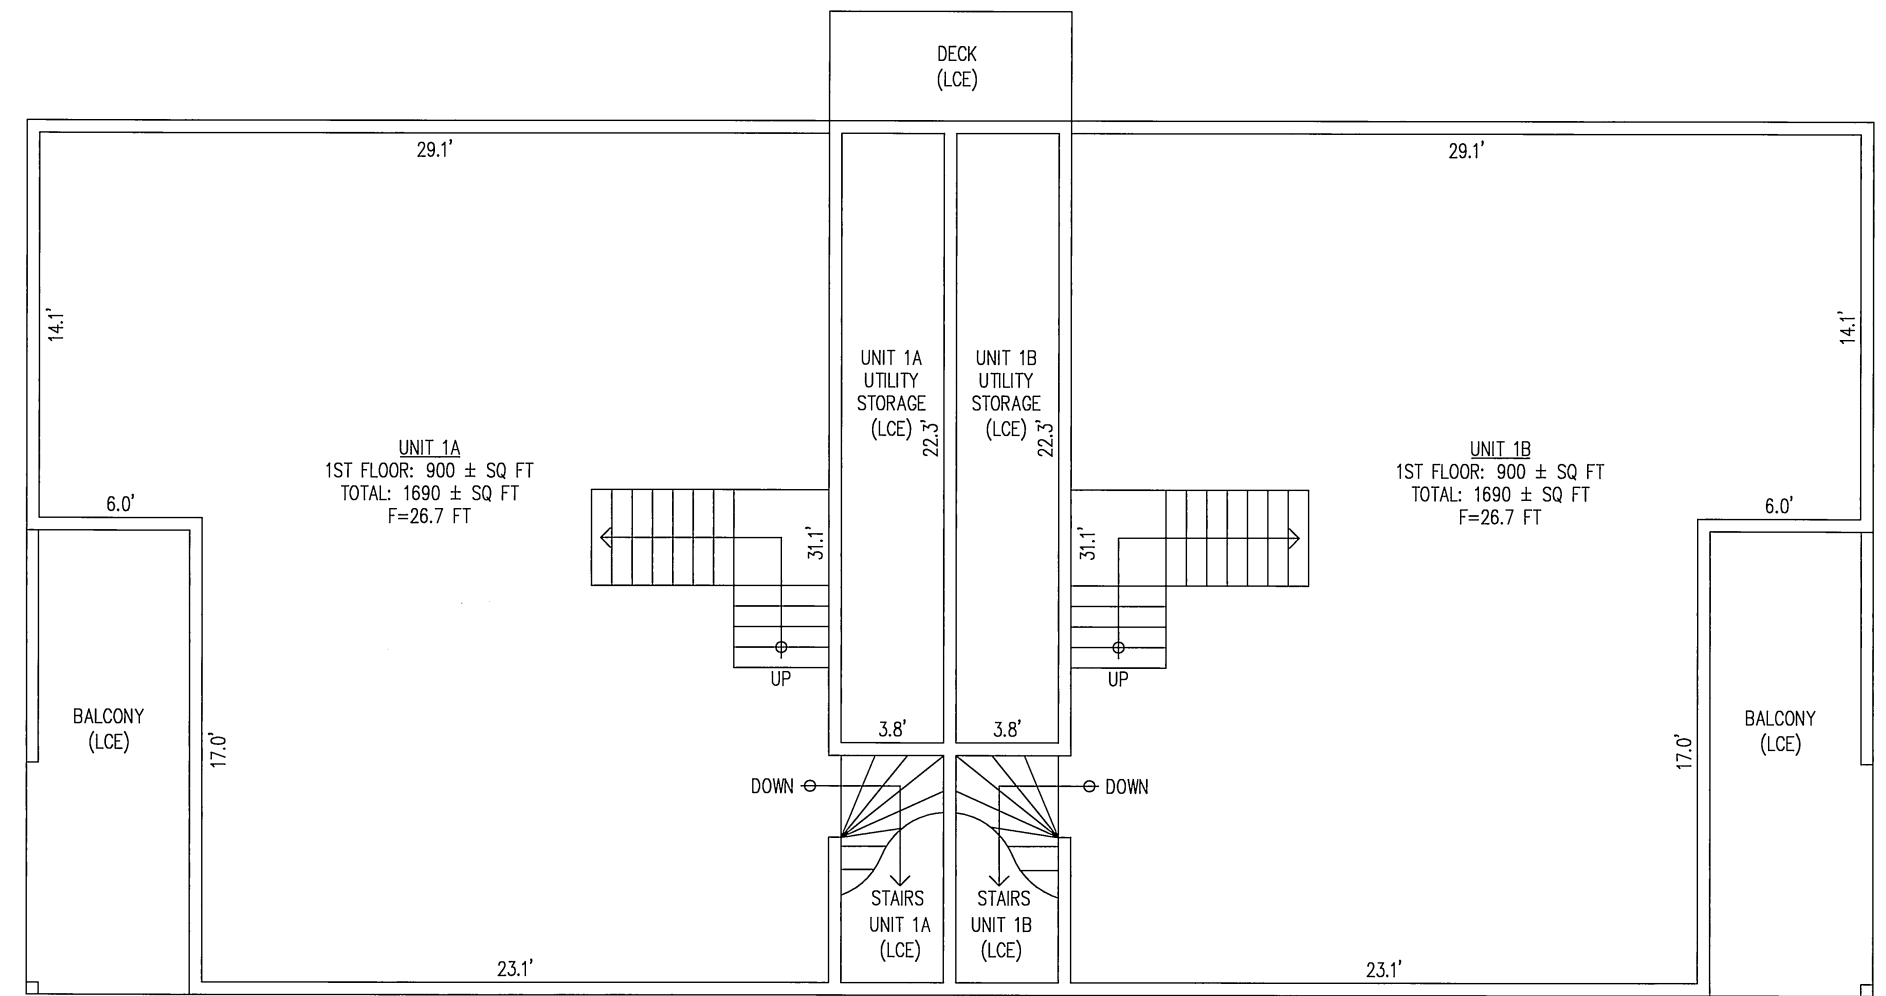 DECK
(LCE)
29.1'
29.1'
14.1'
14.1'
UNIT 1A
UTILITY
STORAGE
(LCE)
22.3'
UNIT 1B
UTILITY
STORAGE
(LCE)
22.3'
UNIT 1A
1ST FLOOR: 900 ± SQ FT
TOTAL: 1690 ± SQ FT
F=26.7 FT
UNIT 1B
1ST FLOOR: 900 ± SQ FT
TOTAL: 1690 ± SQ FT
F=26.7 FT
6.0'
6.0'
31.1'
31.1'
UP
UP
BALCONY
(LCE)
17.0'
3.8'
3.8'
17.0'
BALCONY
(LCE)
DOWN
DOWN
STAIRS
UNIT 1A
(LCE)
STAIRS
UNIT 1B
(LCE)
23.1'
23.1'